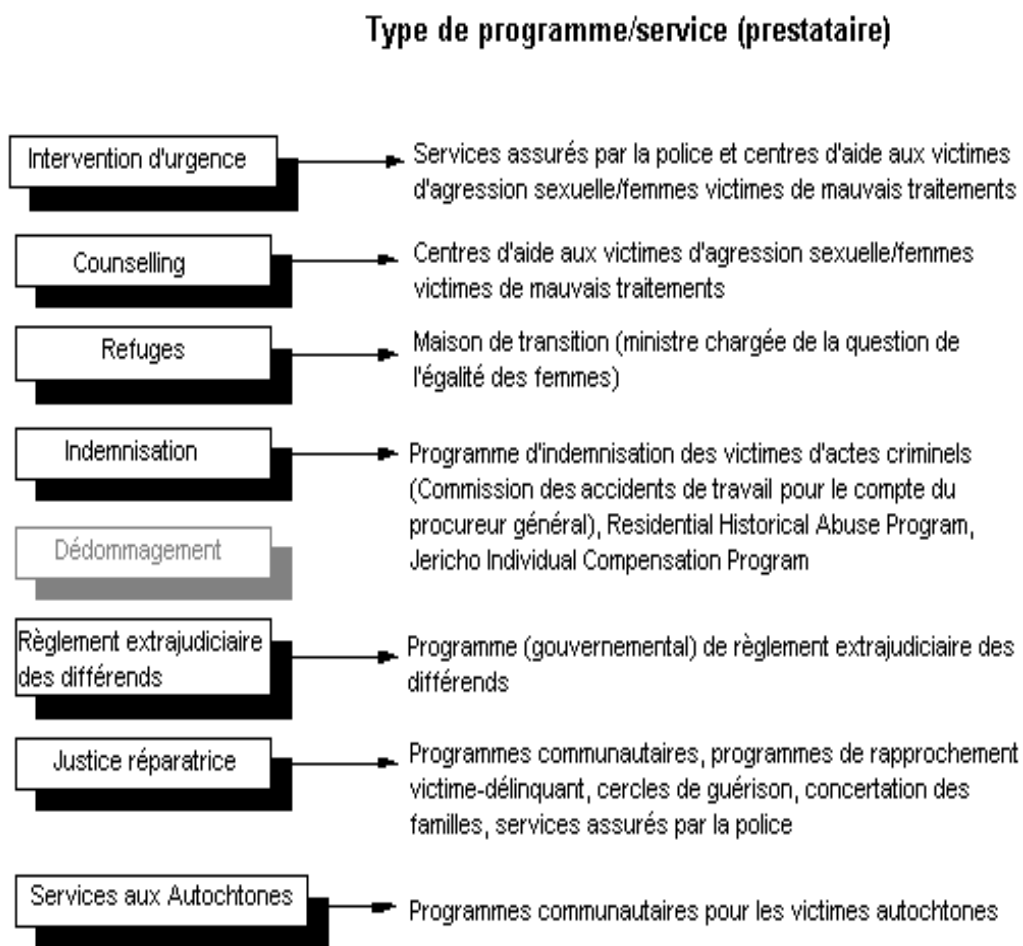 Type de programme/service (prestataire)
Intervention d'urgence
Services assurés par la police et centres d'aide aux victimes
d'agression sexuelle/femmes victimes de mauvais traitements
Counselling
Centres d'aide aux victimes d'agression sexuelle/femmes
victimes de mauvais traitements
Refuges
Maison de transition (ministre chargée de la question de
l'égalité des femmes)
Indemnisation
Programme d'indemnisation des victimes d'actes criminels
(Commission des accidents de travail pour le compte du
procureur général), Residential Historical Abuse Program,
Jericho Individual Compensation Program
Dédommagement
Règlement extrajudiciaire
des différends
Programme (gouvernemental) de règlement extrajudiciaire des
différends
Justice réparatrice
Programmes communautaires, programmes de rapprochement
victime-délinquant, cercles de guérison, concertation des
familles, services assurés par la police
Services aux Autochtones
Programmes communautaires pour les victimes autochtones